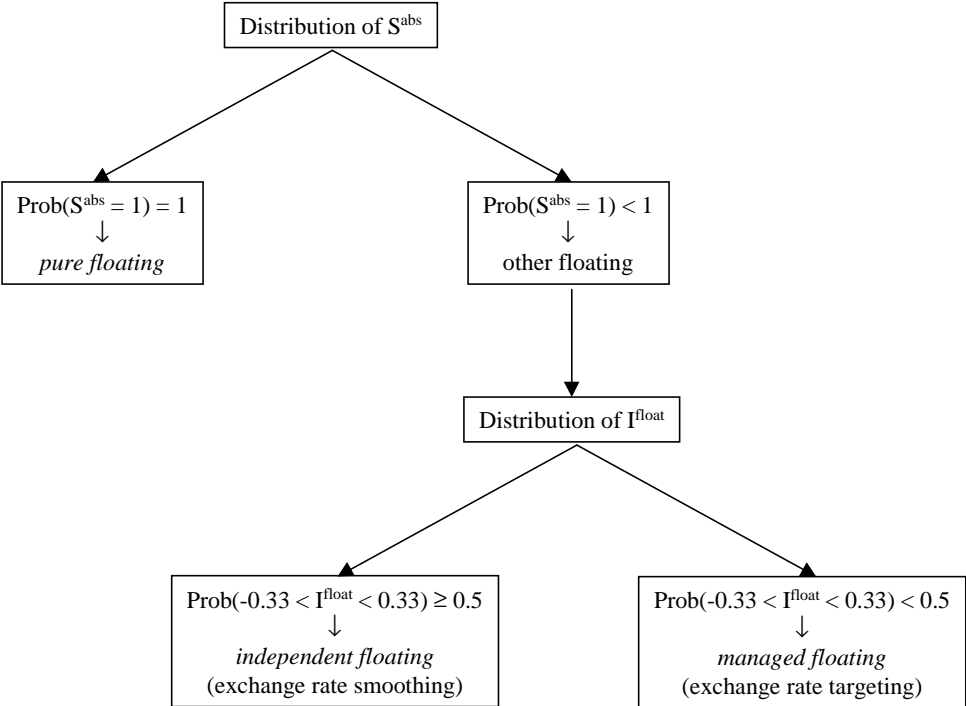 Distribution of S^abs
Prob(S^abs = 1) = 1
↓
pure floating
Prob(S^abs = 1) < 1
↓
other floating
Distribution of I^float
Prob(-0.33 < I^float < 0.33) ≥ 0.5
↓
independent floating
(exchange rate smoothing)
Prob(-0.33 < I^float < 0.33) < 0.5
↓
managed floating
(exchange rate targeting)